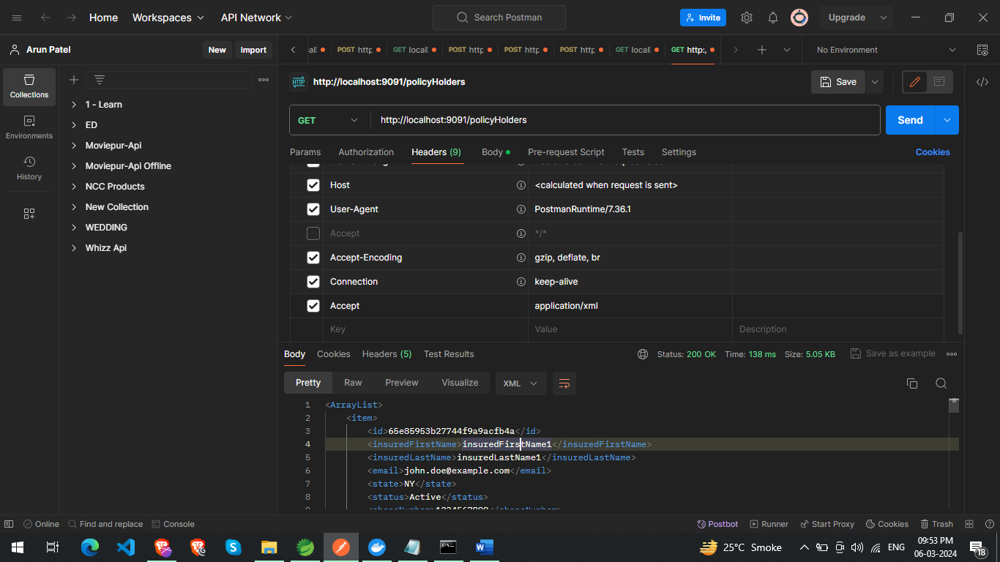 Home Workspaces API Network Search Postman Invite Upgrade
Arun Patel New Import
POST http GET locall POST http POST http POST http GET locall GET http:, No Environment
http://localhost:9091/policyHolders Save
GET http://localhost:9091/policyHolders Send
Params Authorization Headers (9) Body Pre-request Script Tests Settings Cookies
Collections
Environments
History
1 - Learn
ED
Moviepur-Api
Moviepur-Api Offline
NCC Products
New Collection
WEDDING
Whizz Api
Host <calculated when request is sent>
User-Agent PostmanRuntime/7.36.1
Accept */*
Accept-Encoding gzip, deflate, br
Connection keep-alive
Accept application/xml
Key Value Description
Body Cookies Headers (5) Test Results Status: 200 OK Time: 138 ms Size: 5.05 KB Save as example
Pretty Raw Preview Visualize XML
1 <ArrayList>
2 <item>
3 <id>65e85953b27744f9a9acfb4a</id>
4 <insuredFirstName>insuredFirstName1</insuredFirstName>
5 <insuredLastName>insuredLastName1</insuredLastName>
6 <email>john.doe@example.com</email>
7 <state>NY</state>
8 <status>Active</status>
Online Find and replace Console Postbot Runner Start Proxy Cookies Trash
25°C Smoke ENG 09:53 PM
06-03-2024 18